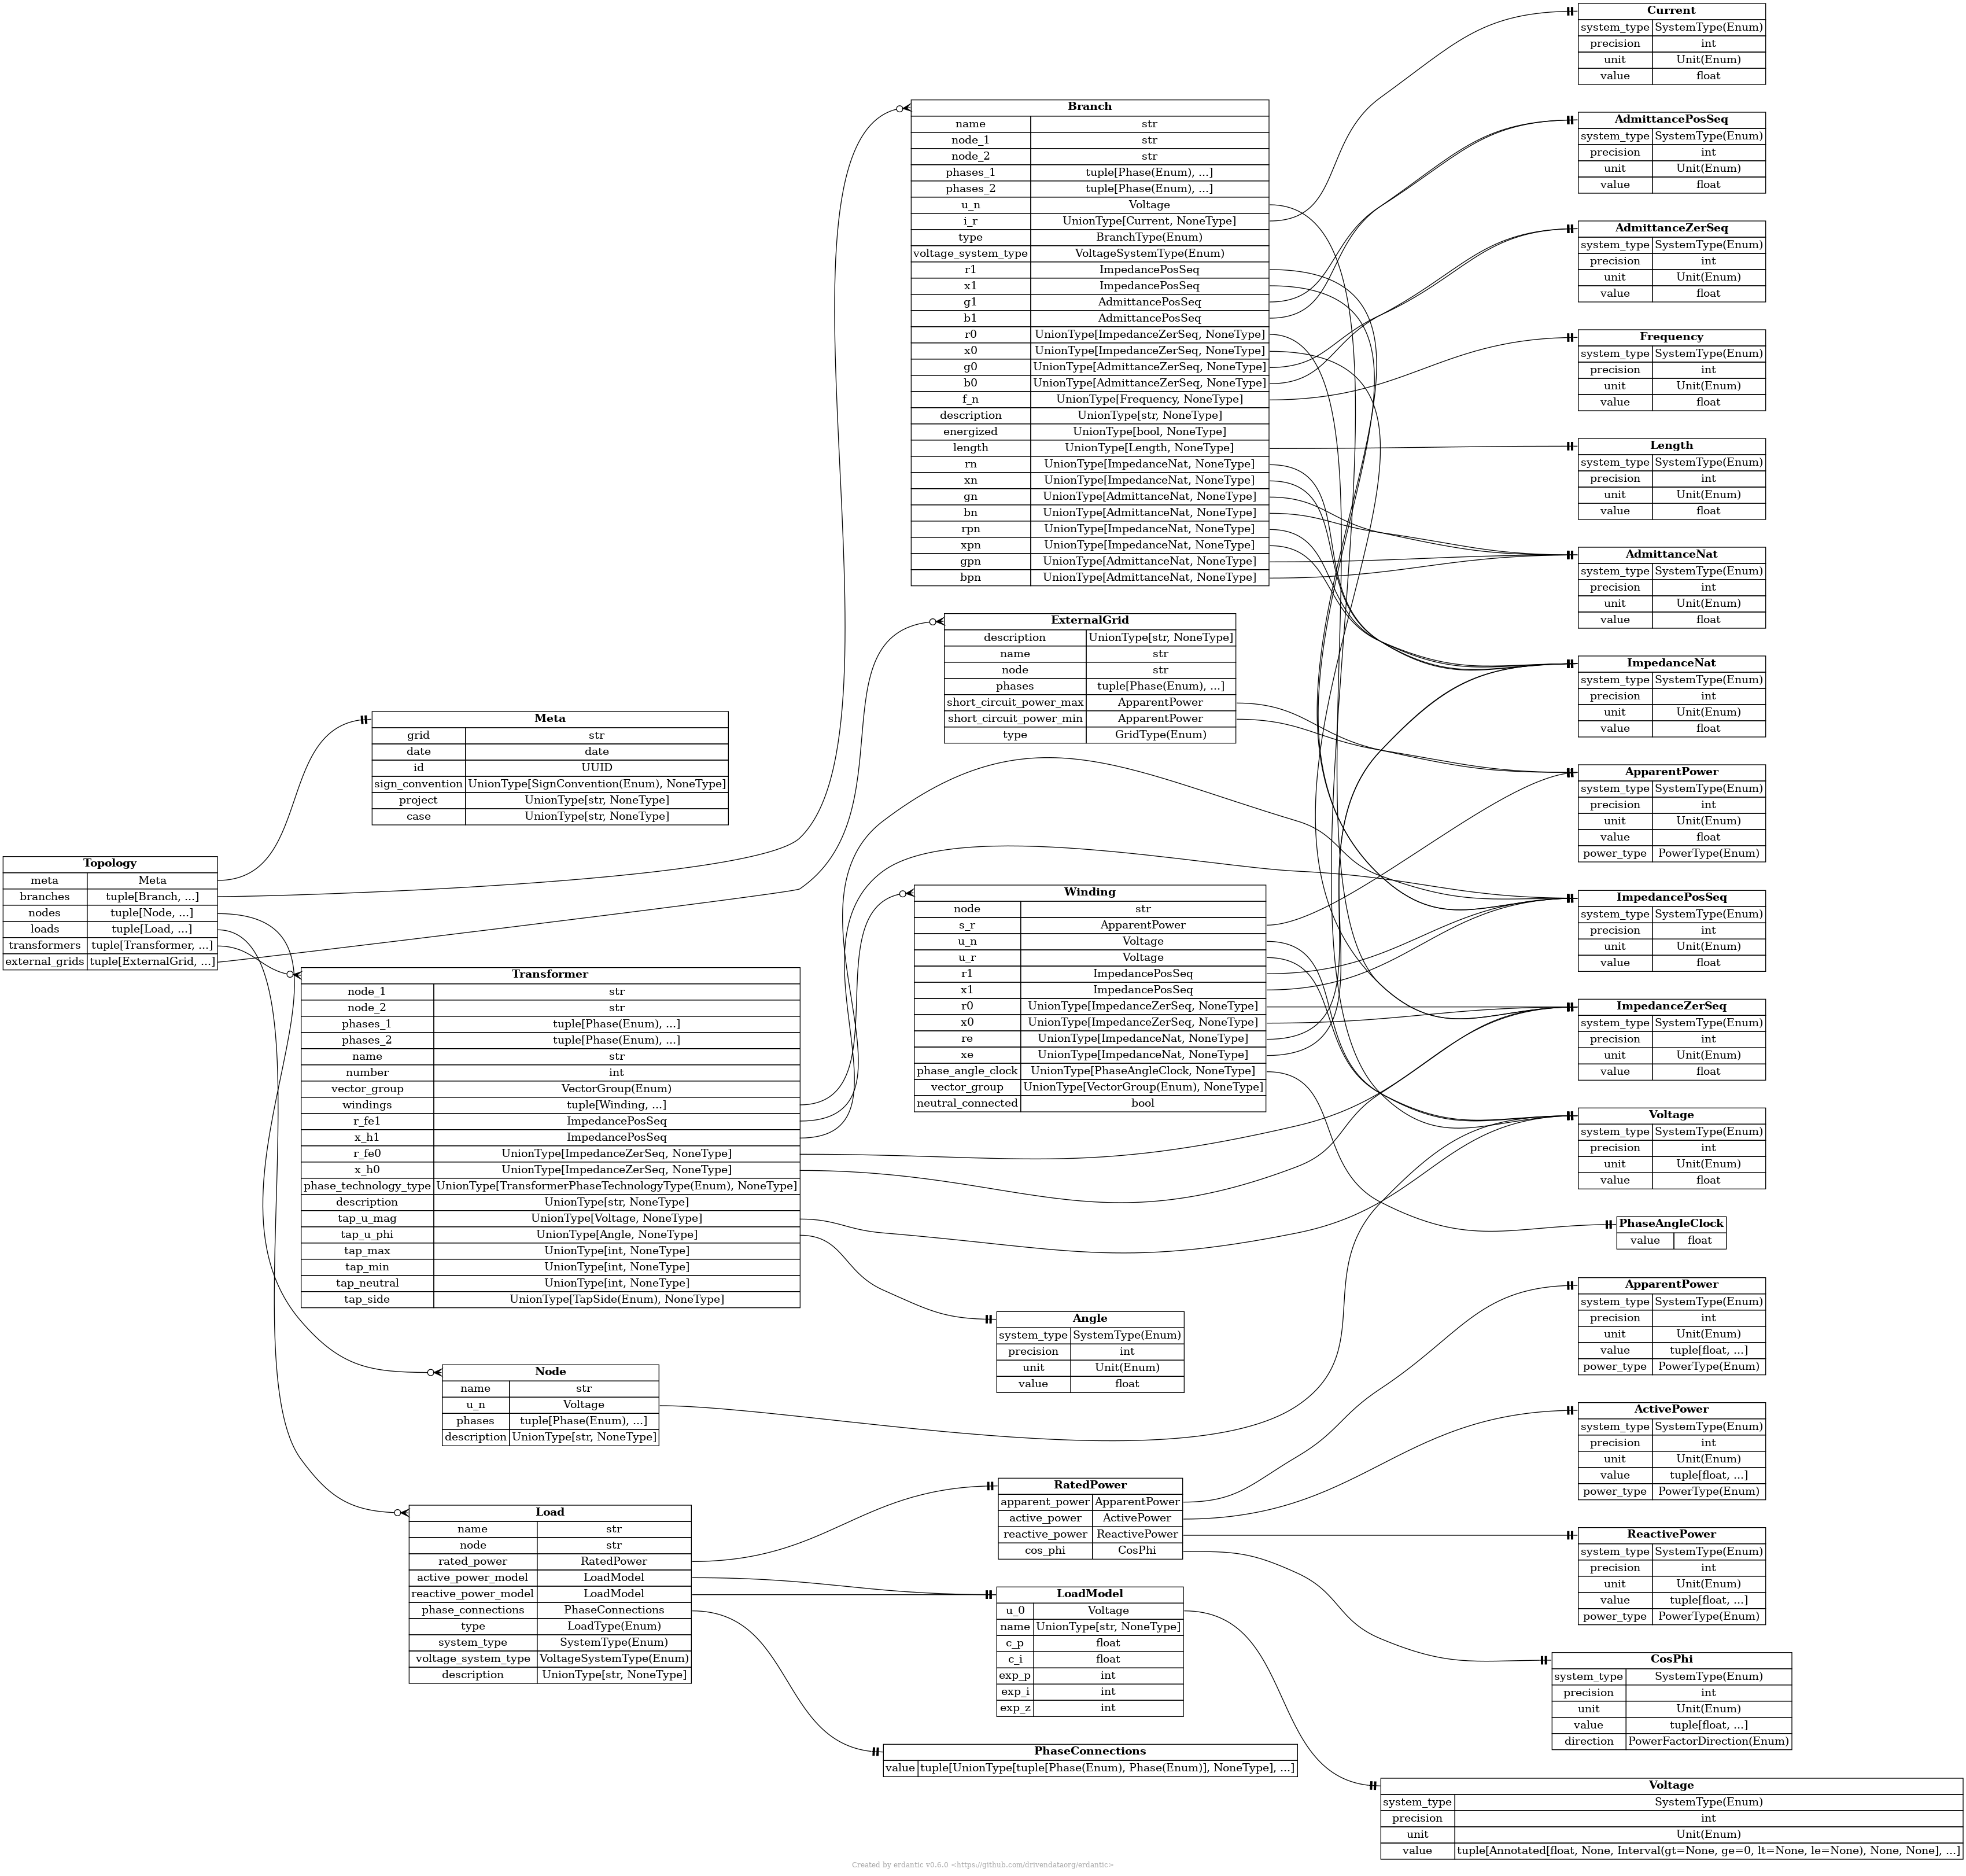 Topology
meta Meta
branches tuple[Branch, ...]
nodes tuple[Node, ...]
loads tuple[Load, ...]
transformers tuple[Transformer, ...]
external_grids tuple[ExternalGrid, ...]
Meta
grid str
date date
id UUID
sign_convention UnionType[SignConvention(Enum), NoneType]
project UnionType[str, NoneType]
case UnionType[str, NoneType]
Transformer
node_1 str
node_2 str
phases_1 tuple[Phase(Enum), ...]
phases_2 tuple[Phase(Enum), ...]
name str
number int
vector_group VectorGroup(Enum)
windings tuple[Winding, ...]
r_fe1 ImpedancePosSeq
x_h1 ImpedancePosSeq
r_fe0 UnionType[ImpedanceZerSeq, NoneType]
x_h0 UnionType[ImpedanceZerSeq, NoneType]
phase_technology_type UnionType[TransformerPhaseTechnologyType(Enum), NoneType]
description UnionType[str, NoneType]
tap_u_mag UnionType[Voltage, NoneType]
tap_u_phi UnionType[Angle, NoneType]
tap_max UnionType[int, NoneType]
tap_min UnionType[int, NoneType]
tap_neutral UnionType[int, NoneType]
tap_side UnionType[TapSide(Enum), NoneType]
Node
name str
u_n Voltage
phases tuple[Phase(Enum), ...]
description UnionType[str, NoneType]
Load
name str
node str
rated_power RatedPower
active_power_model LoadModel
reactive_power_model LoadModel
phase_connections PhaseConnections
type LoadType(Enum)
system_type SystemType(Enum)
voltage_system_type VoltageSystemType(Enum)
description UnionType[str, NoneType]
Branch
name str
node_1 str
node_2 str
phases_1 tuple[Phase(Enum), ...]
phases_2 tuple[Phase(Enum), ...]
u_n Voltage
i_r UnionType[Current, NoneType]
type BranchType(Enum)
voltage_system_type VoltageSystemType(Enum)
r1 ImpedancePosSeq
x1 ImpedancePosSeq
g1 AdmittancePosSeq
b1 AdmittancePosSeq
r0 UnionType[ImpedanceZerSeq, NoneType]
x0 UnionType[ImpedanceZerSeq, NoneType]
g0 UnionType[AdmittanceZerSeq, NoneType]
b0 UnionType[AdmittanceZerSeq, NoneType]
f_n UnionType[Frequency, NoneType]
description UnionType[str, NoneType]
energized UnionType[bool, NoneType]
length UnionType[Length, NoneType]
rn UnionType[ImpedanceNat, NoneType]
xn UnionType[ImpedanceNat, NoneType]
gn UnionType[AdmittanceNat, NoneType]
bn UnionType[AdmittanceNat, NoneType]
rpn UnionType[ImpedanceNat, NoneType]
xpn UnionType[ImpedanceNat, NoneType]
gpn UnionType[AdmittanceNat, NoneType]
bpn UnionType[AdmittanceNat, NoneType]
ExternalGrid
description UnionType[str, NoneType]
name str
node str
phases tuple[Phase(Enum), ...]
short_circuit_power_max ApparentPower
short_circuit_power_min ApparentPower
type GridType(Enum)
Winding
node str
s_r ApparentPower
u_n Voltage
u_r Voltage
r1 ImpedancePosSeq
x1 ImpedancePosSeq
r0 UnionType[ImpedanceZerSeq, NoneType]
x0 UnionType[ImpedanceZerSeq, NoneType]
re UnionType[ImpedanceNat, NoneType]
xe UnionType[ImpedanceNat, NoneType]
phase_angle_clock UnionType[PhaseAngleClock, NoneType]
vector_group UnionType[VectorGroup(Enum), NoneType]
neutral_connected bool
Angle
system_type SystemType(Enum)
precision int
unit Unit(Enum)
value float
RatedPower
apparent_power ApparentPower
active_power ActivePower
reactive_power ReactivePower
cos_phi CosPhi
LoadModel
u_0 Voltage
name UnionType[str, NoneType]
c_p float
c_i float
exp_p int
exp_i int
exp_z int
PhaseConnections
value tuple[UnionType[tuple[Phase(Enum), Phase(Enum)], NoneType], ...]
Current
system_type SystemType(Enum)
precision int
unit Unit(Enum)
value float
AdmittancePosSeq
system_type SystemType(Enum)
precision int
unit Unit(Enum)
value float
AdmittanceZerSeq
system_type SystemType(Enum)
precision int
unit Unit(Enum)
value float
Frequency
system_type SystemType(Enum)
precision int
unit Unit(Enum)
value float
Length
system_type SystemType(Enum)
precision int
unit Unit(Enum)
value float
AdmittanceNat
system_type SystemType(Enum)
precision int
unit Unit(Enum)
value float
ImpedanceNat
system_type SystemType(Enum)
precision int
unit Unit(Enum)
value float
ApparentPower
system_type SystemType(Enum)
precision int
unit Unit(Enum)
value float
power_type PowerType(Enum)
ImpedancePosSeq
system_type SystemType(Enum)
precision int
unit Unit(Enum)
value float
ImpedanceZerSeq
system_type SystemType(Enum)
precision int
unit Unit(Enum)
value float
Voltage
system_type SystemType(Enum)
precision int
unit Unit(Enum)
value float
PhaseAngleClock
value float
ApparentPower
system_type SystemType(Enum)
precision int
unit Unit(Enum)
value tuple[float, ...]
power_type PowerType(Enum)
ActivePower
system_type SystemType(Enum)
precision int
unit Unit(Enum)
value tuple[float, ...]
power_type PowerType(Enum)
ReactivePower
system_type SystemType(Enum)
precision int
unit Unit(Enum)
value tuple[float, ...]
power_type PowerType(Enum)
CosPhi
system_type SystemType(Enum)
precision int
unit Unit(Enum)
value tuple[float, ...]
direction PowerFactorDirection(Enum)
Voltage
system_type SystemType(Enum)
precision int
unit Unit(Enum)
value tuple[Annotated[float, None, Interval(gt=None, ge=0, lt=None, le=None), None, None], ...]
Created by erdantic v0.6.0 <https://github.com/drivendataorg/erdantic>